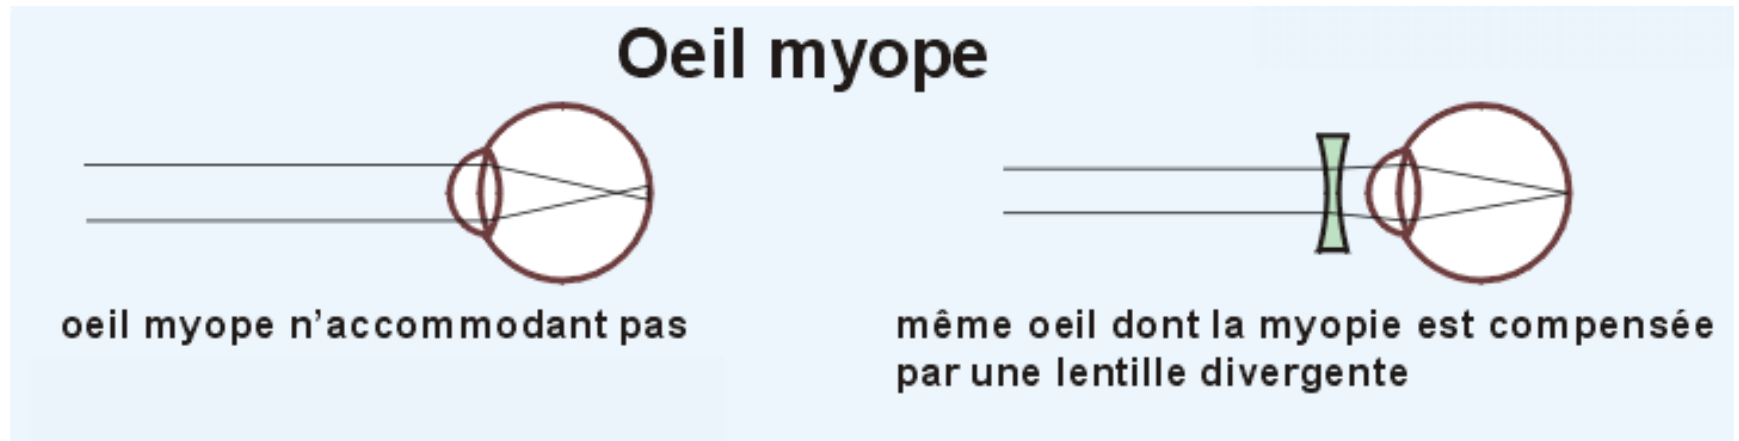 Oeil myope
oeil myope n’accommodant pas
même oeil dont la myopie est compensée
par une lentille divergente